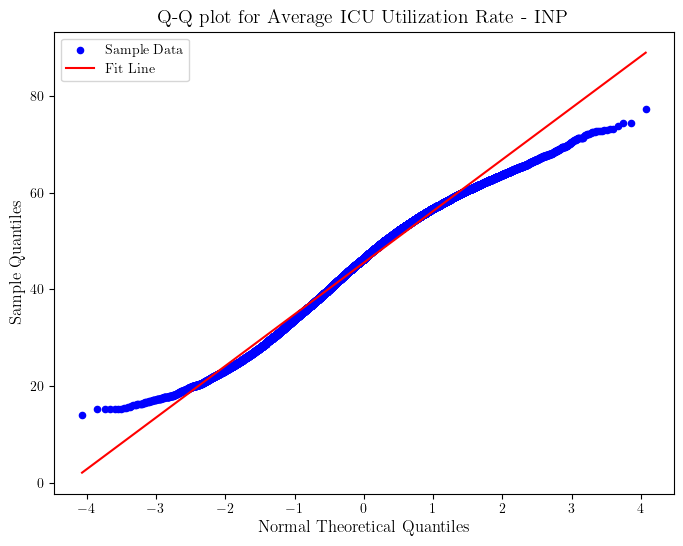 Q-Q plot for Average ICU Utilization Rate - INP
Sample Data
Fit Line
Sample Quantiles
80
60
40
20
0
−4
−3
−2
−1
0
1
2
3
4
Normal Theoretical Quantiles